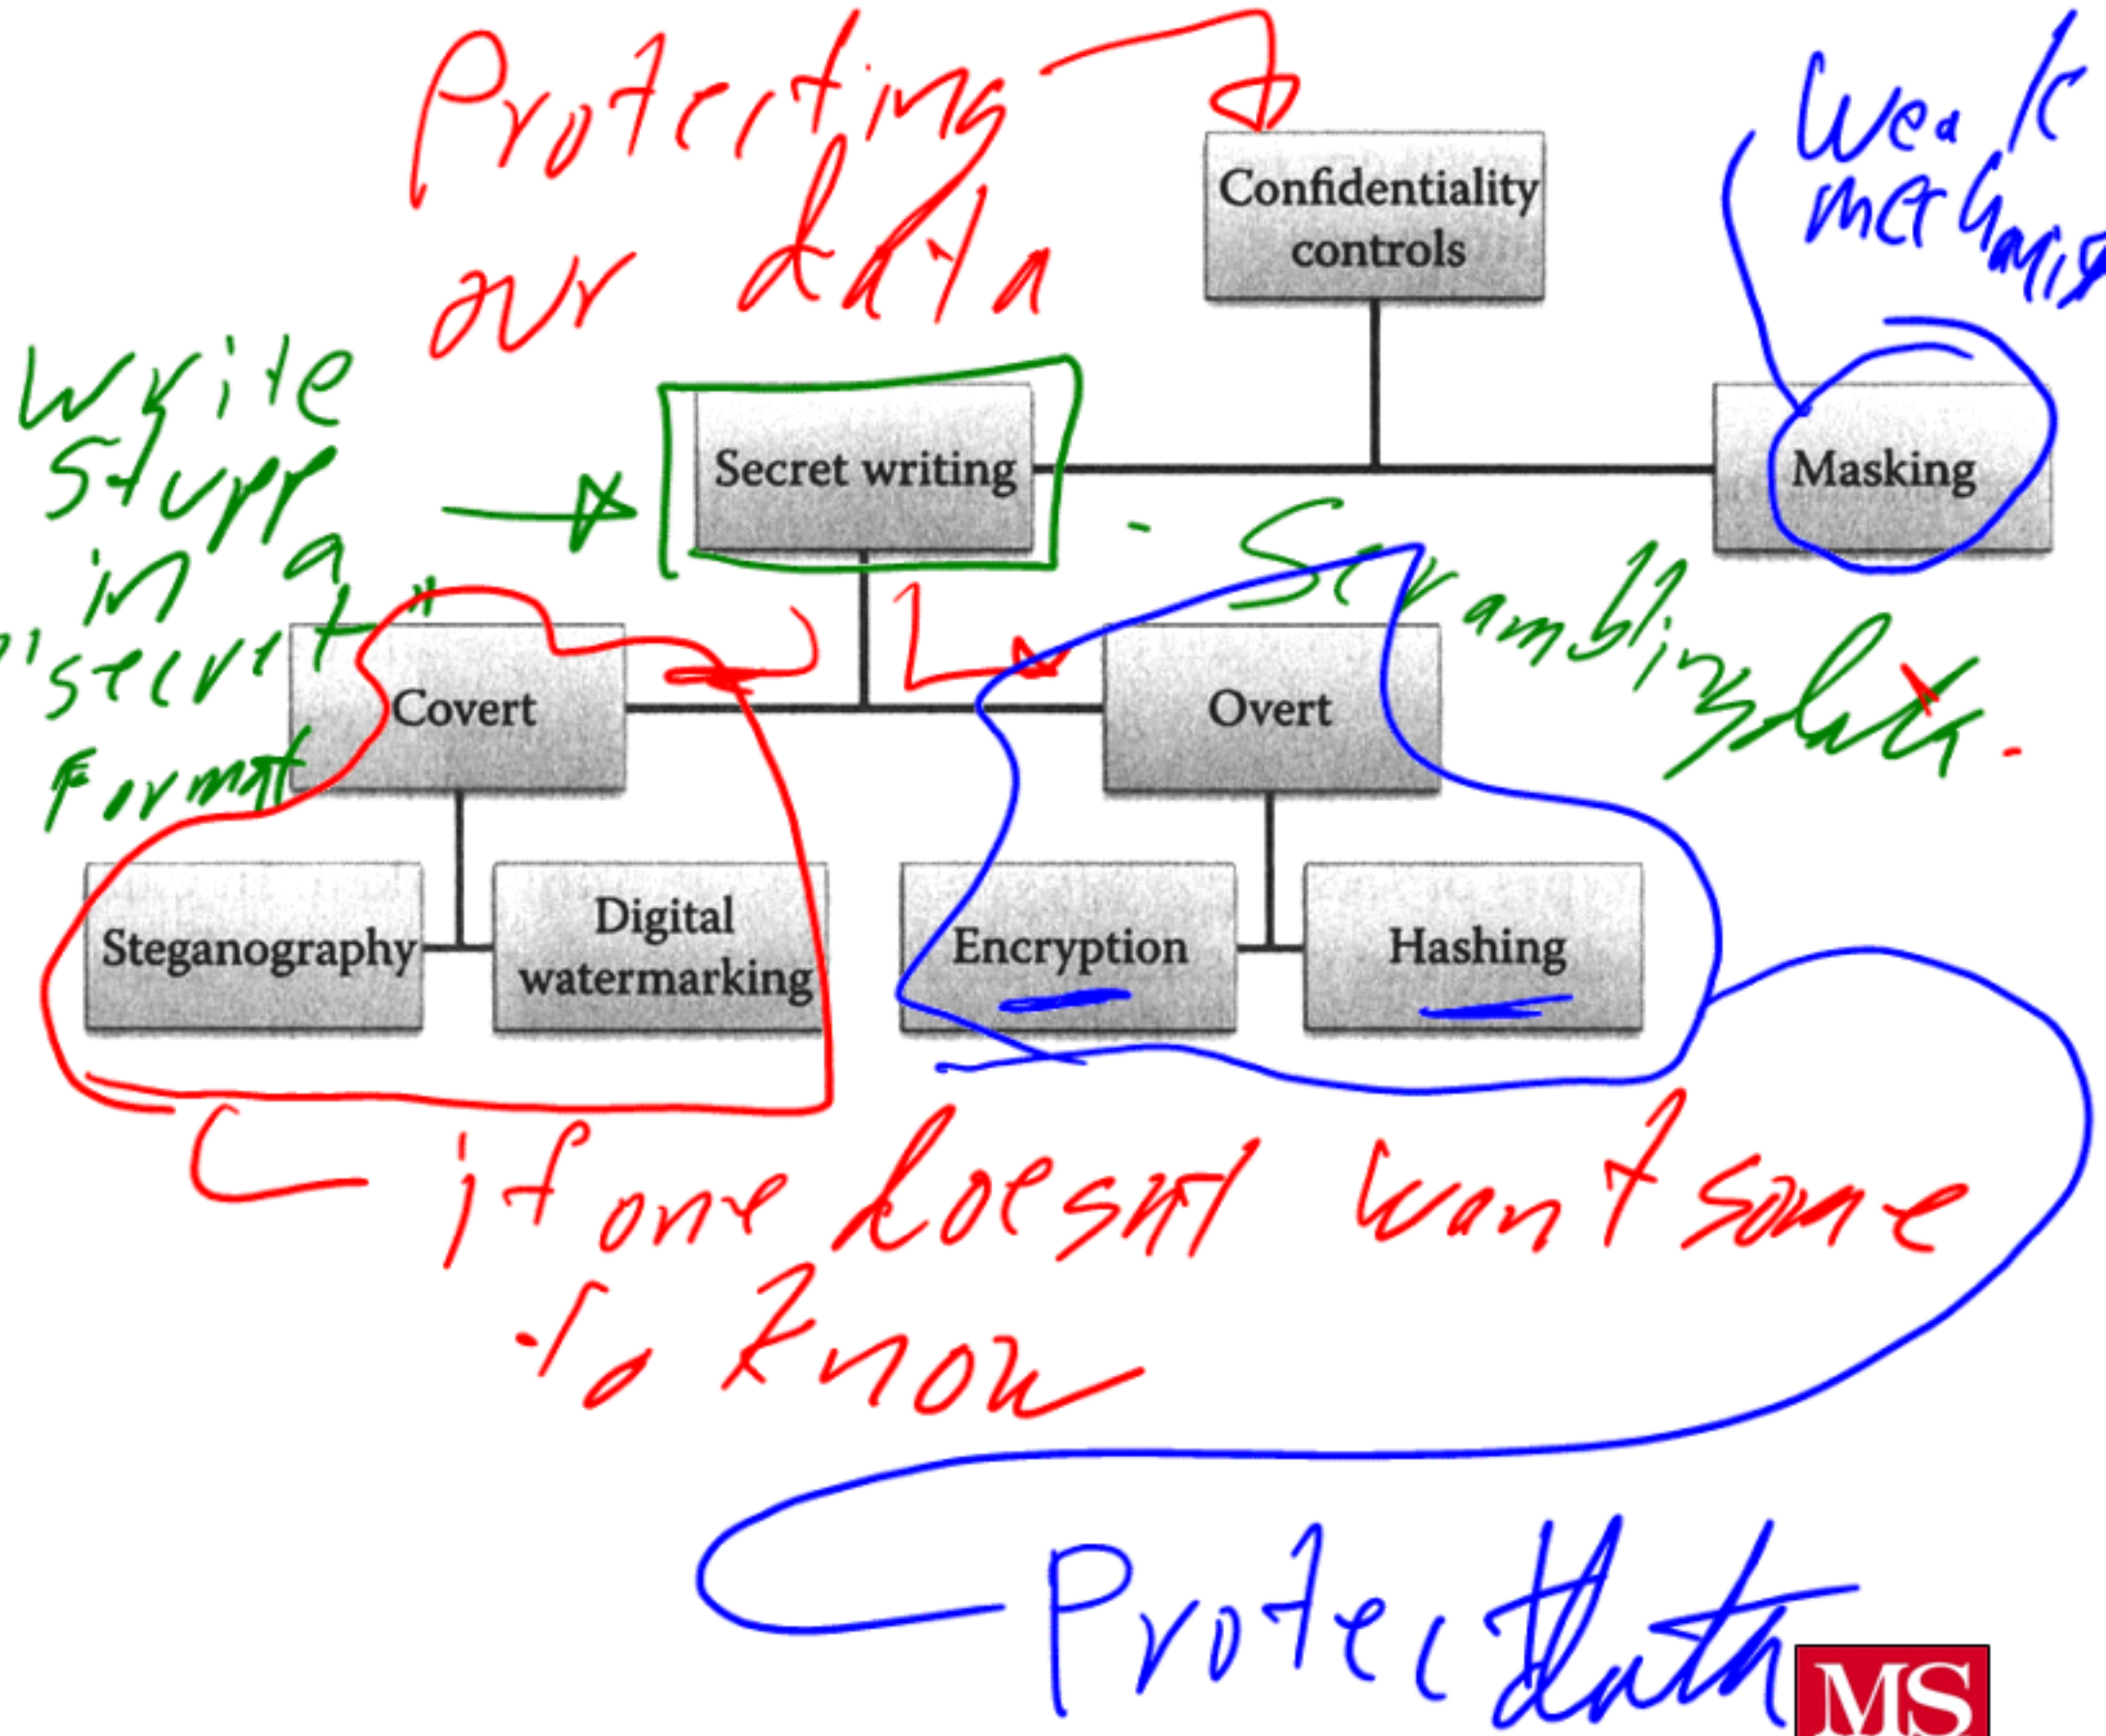 Protecting
our data
Weak
mechanism
Confidentiality
controls
write
stuff
in a
"secret"
format
Secret writing
Masking
- Scrambling data.
Covert
Overt
Steganography
Digital
watermarking
Encryption
Hashing
if one doesn't want some
to know
Protect data
MS